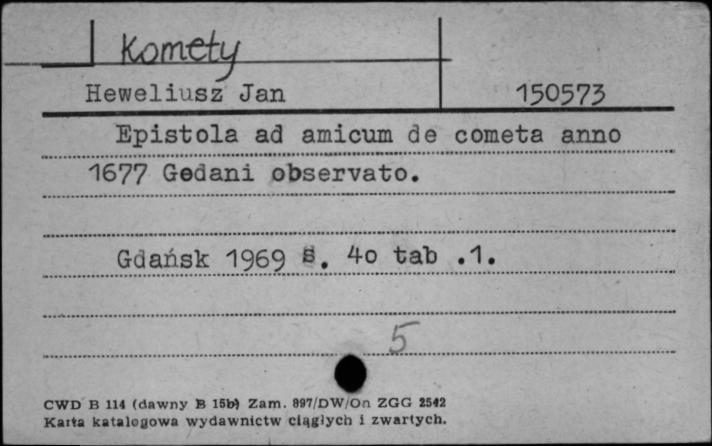 Komety
Heweliusz Jan 150573
Epistola ad amicum de cometa anno
1677 Gedani observato.
Gdańsk 1969 s. 40 tab .1.
5
CWD B 114 (dawny B 15b) Zam. 897/DW/On ZGG 2542
Karta katalogowa wydawnictw ciągłych i zwartych.